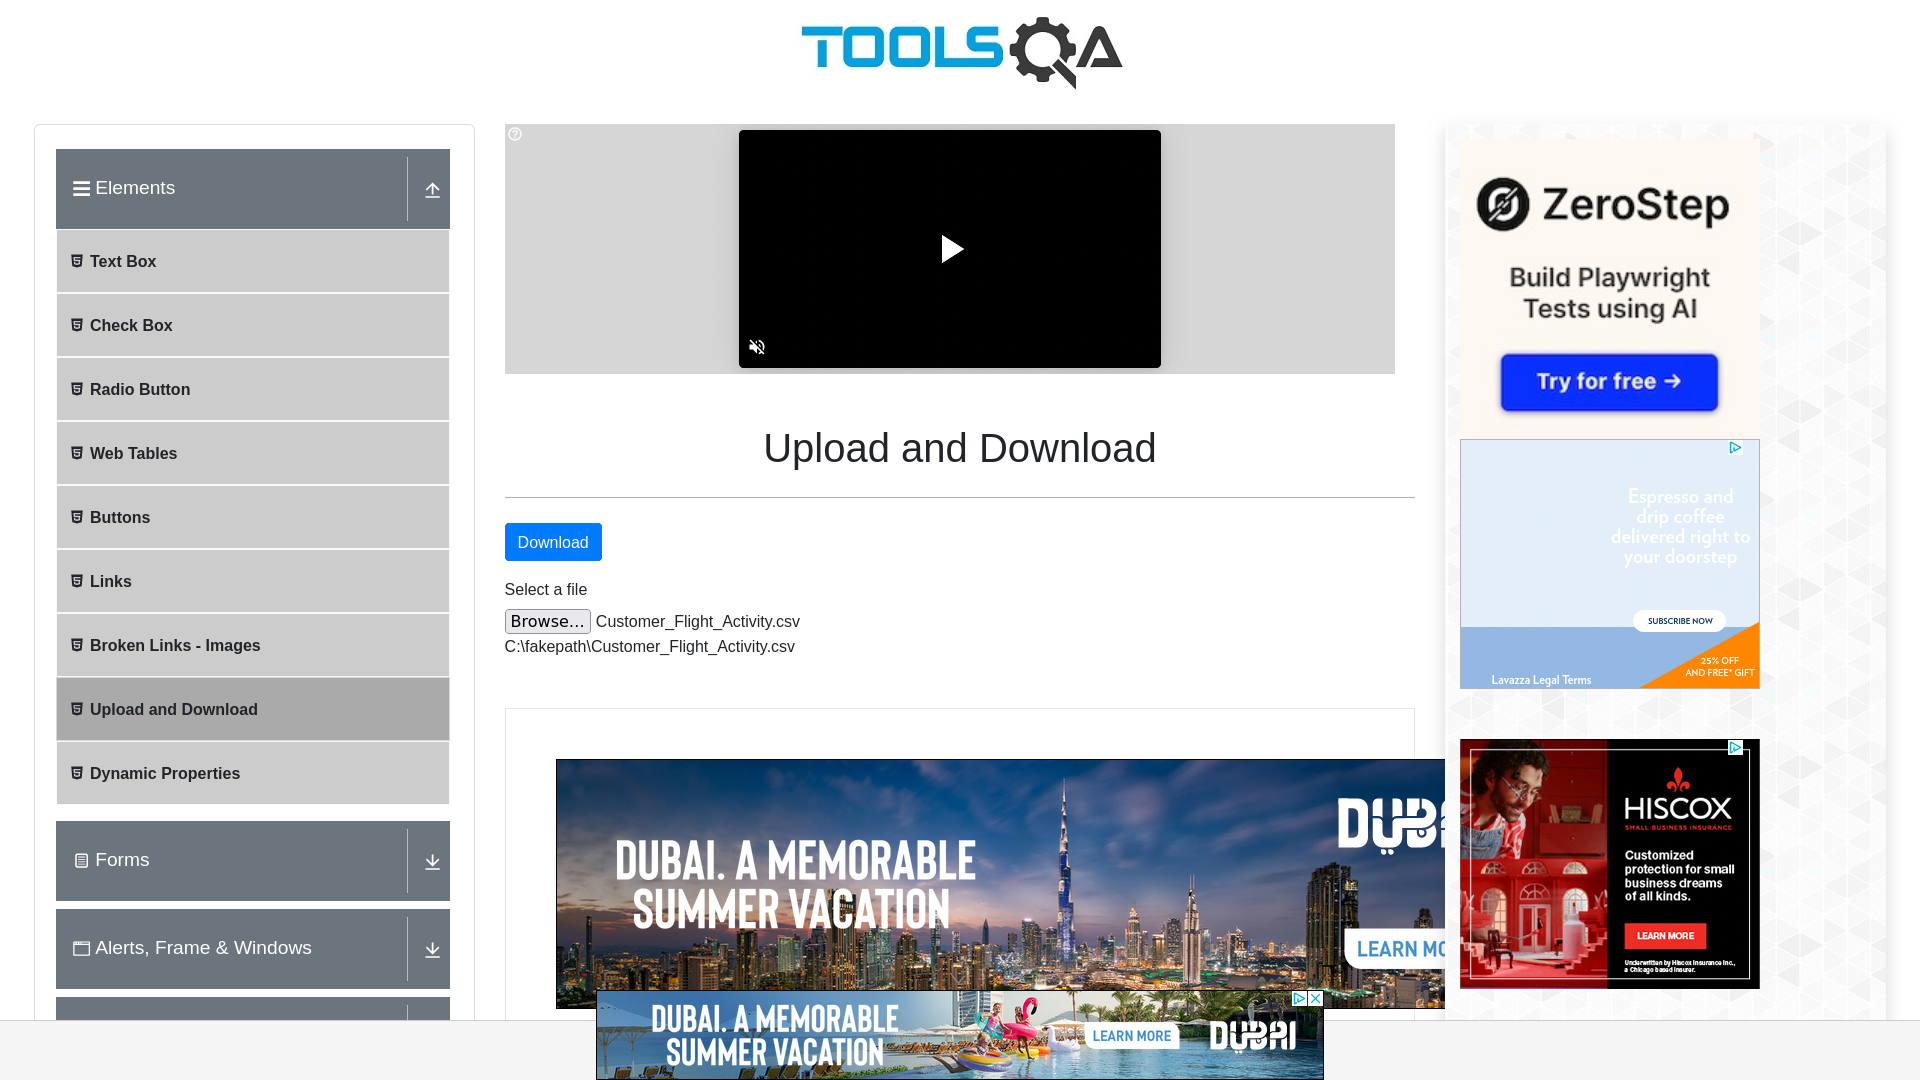 TOOLSQA
Elements
Text Box
Check Box
Radio Button
Web Tables
Buttons
Links
Broken Links - Images
Upload and Download
Dynamic Properties
Forms
Alerts, Frame & Windows
Upload and Download
Download
Select a file
Browse... Customer_Flight_Activity.csv
C:\fakepath\Customer_Flight_Activity.csv
DUBAI. A MEMORABLE
SUMMER VACATION
LEARN MO
DUBAI. A MEMORABLE
SUMMER VACATION
LEARN MORE
DUBAI
ZeroStep
Build Playwright
Tests using AI
Try for free →
Espresso and
drip coffee
delivered right to
your doorstep
SUBSCRIBE NOW
25% OFF
AND FREE* GIFT
Lavazza Legal Terms
HISCOX
SMALL BUSINESS INSURANCE
Customized
protection for small
business dreams
of all kinds.
LEARN MORE
Underwritten by Hiscox Insurance Inc.,
a Chicago based insurer.